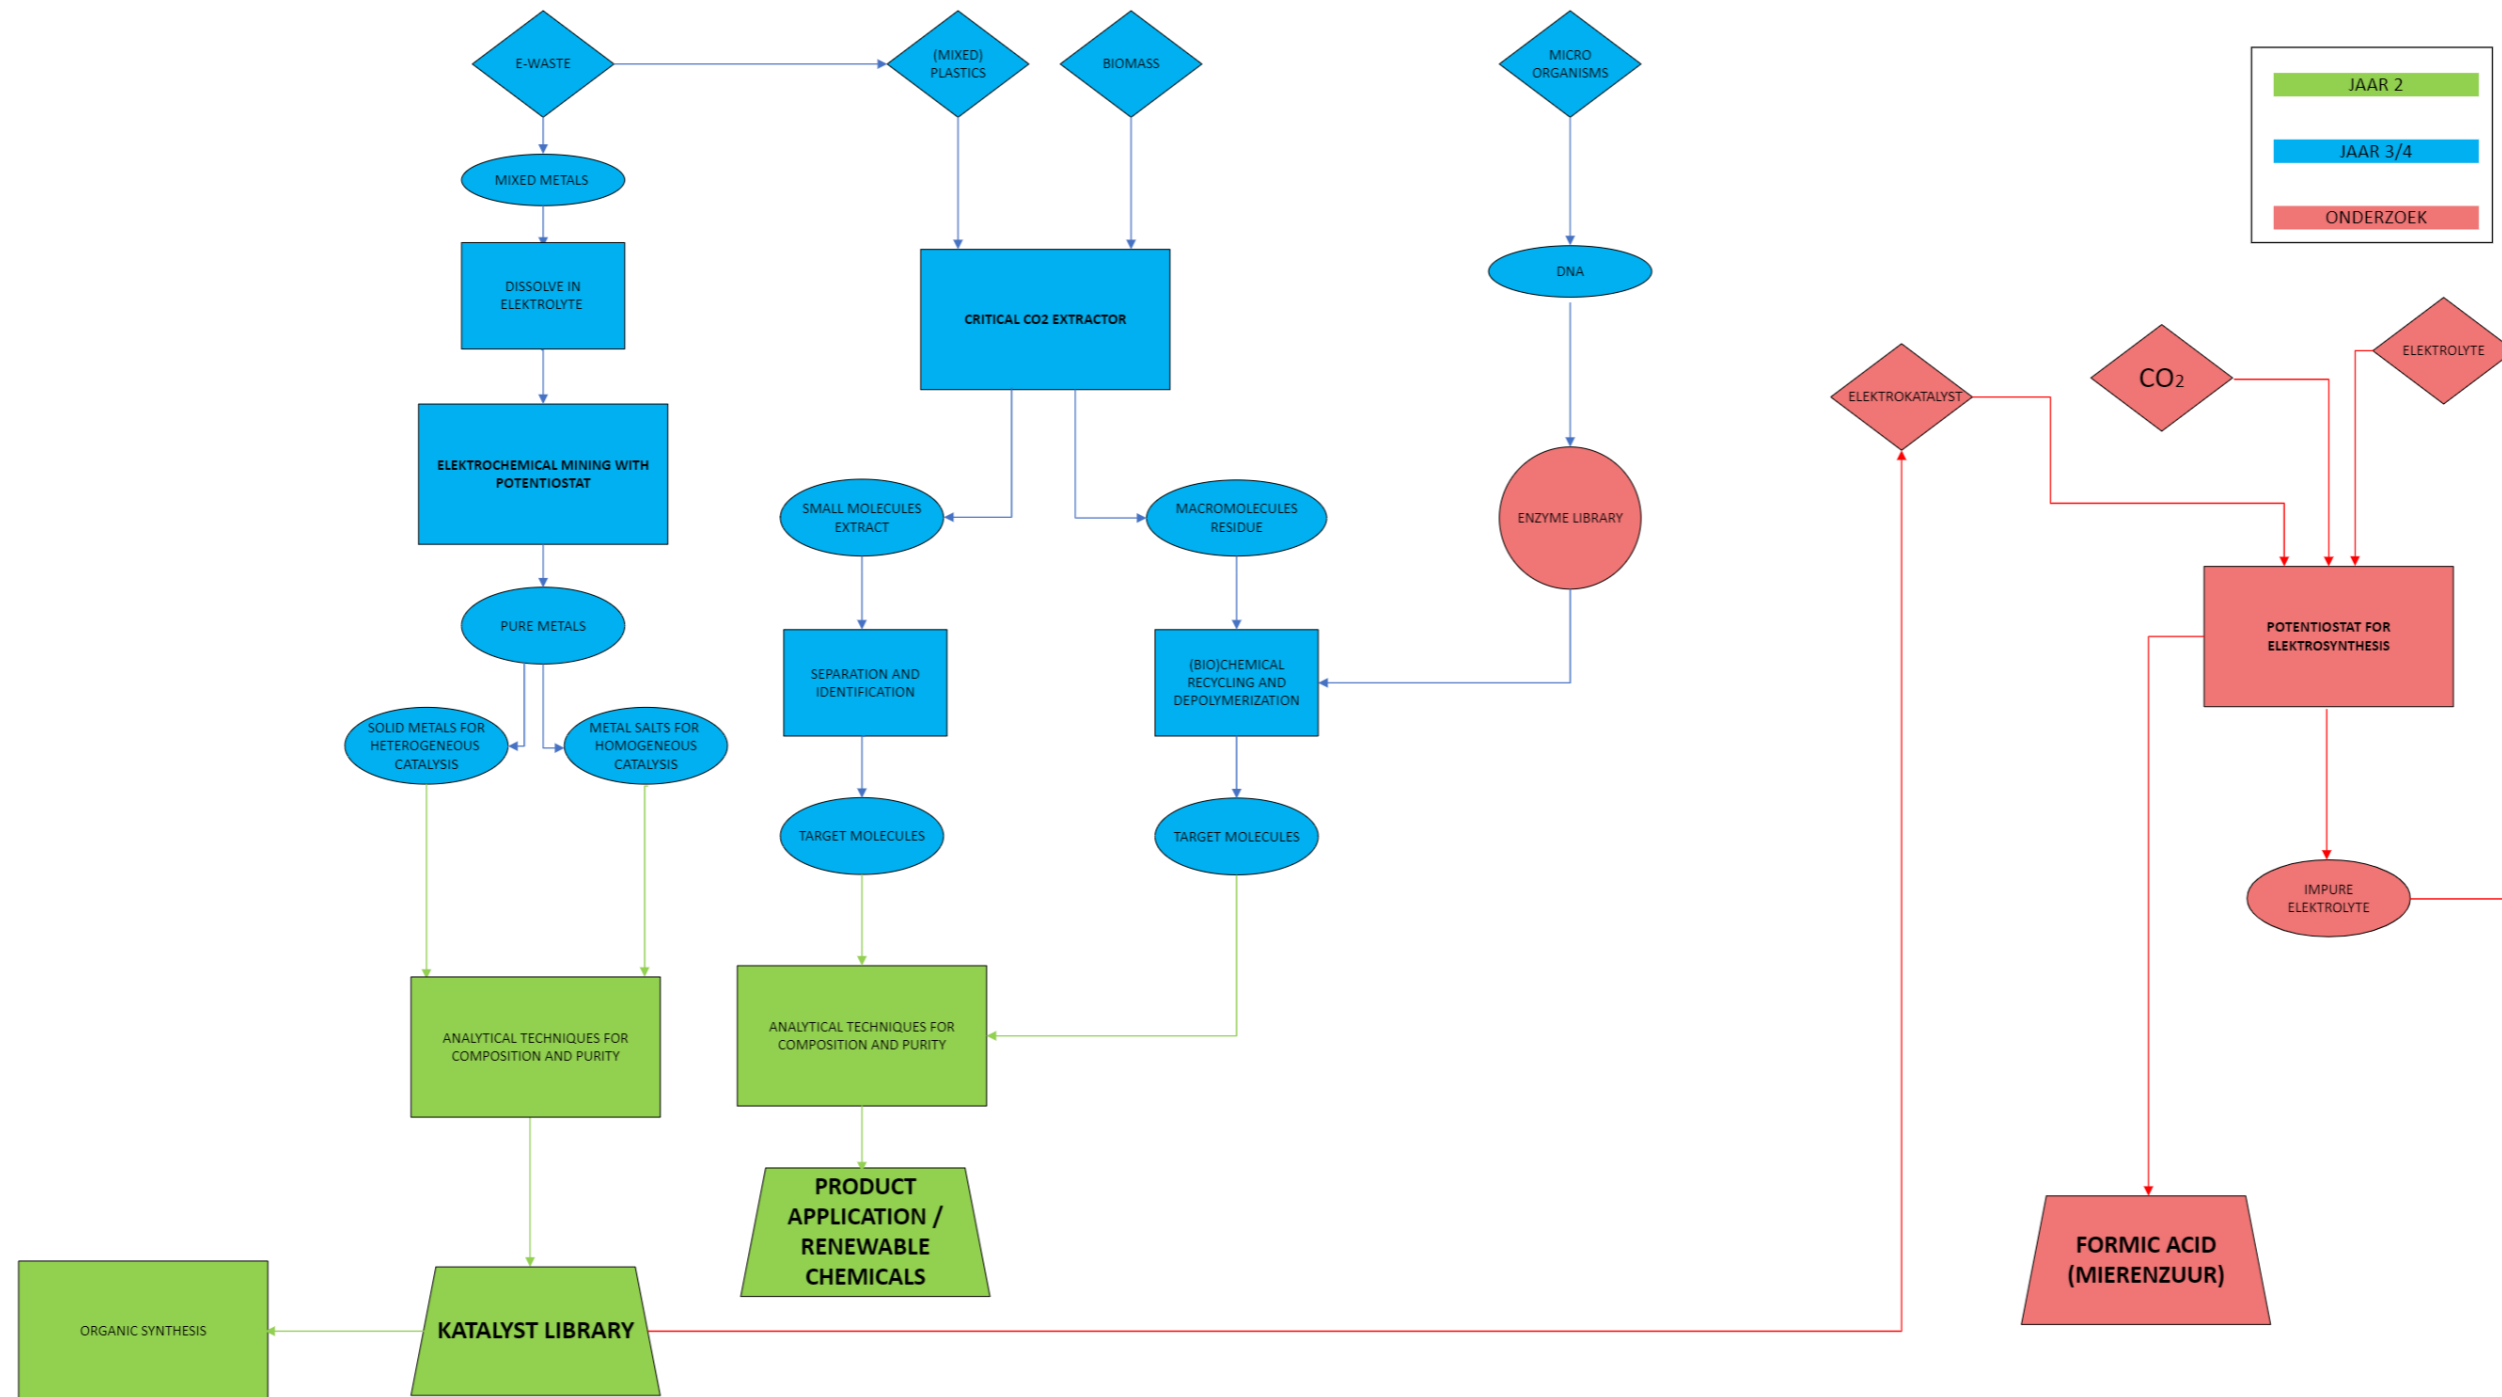 E-WASTE
(MIXED)
PLASTICS
BIOMASS
MICRO
ORGANISMS
JAAR 2
JAAR 3/4
ONDERZOEK
MIXED METALS
DISSOLVE IN
ELEKTROLYTE
CRITICAL CO2 EXTRACTOR
DNA
ELEKTROKATALYST
CO2
ELEKTROLYTE
ELEKTROCHEMICAL MINING WITH
POTENTIOSTAT
SMALL MOLECULES
EXTRACT
MACROMOLECULES
RESIDUE
ENZYME LIBRARY
PURE METALS
SEPARATION AND
IDENTIFICATION
(BIO)CHEMICAL
RECYCLING AND
DEPOLYMERIZATION
POTENTIOSTAT FOR
ELEKTROSYNTHESIS
SOLID METALS FOR
HETEROGENEOUS
CATALYSIS
METAL SALTS FOR
HOMOGENEOUS
CATALYSIS
TARGET MOLECULES
TARGET MOLECULES
IMPURE
ELEKTROLYTE
ANALYTICAL TECHNIQUES FOR
COMPOSITION AND PURITY
ANALYTICAL TECHNIQUES FOR
COMPOSITION AND PURITY
PRODUCT
APPLICATION /
RENEWABLE
CHEMICALS
FORMIC ACID
(MIERENZUUR)
ORGANIC SYNTHESIS
KATALYST LIBRARY